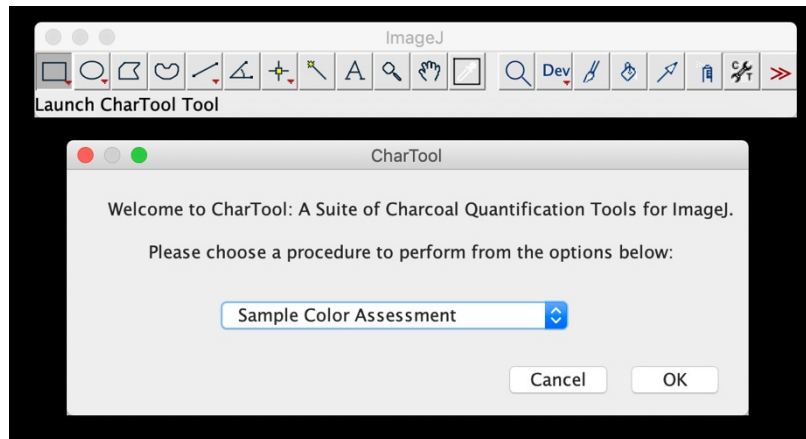 ImageJ
A Dev C T >>
Launch CharTool Tool
CharTool
Welcome to CharTool: A Suite of Charcoal Quantification Tools for ImageJ.
Please choose a procedure to perform from the options below:
Sample Color Assessment
Cancel OK